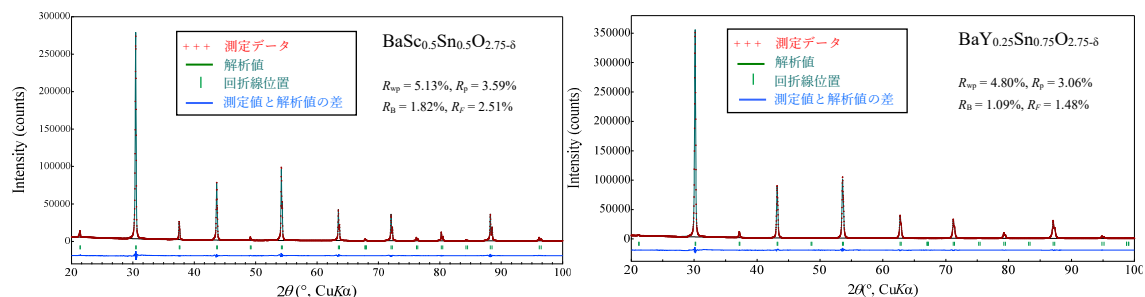 300000
250000
200000
150000
100000
50000
0
Intensity (counts)
+++ 測定データ
解析値
回折線位置
測定値と解析値の差
BaSc0.5Sn0.5O2.75-δ
Rwp = 5.13%, Rp = 3.59%
RB = 1.82%, RF = 2.51%
20 30 40 50 60 70 80 90 100
2θ (°, CuKα)
350000
300000
250000
200000
150000
100000
50000
0
Intensity (counts)
+++ 測定データ
解析値
回折線位置
測定値と解析値の差
BaY0.25Sn0.75O2.75-δ
Rwp = 4.80%, Rp = 3.06%
RB = 1.09%, RF = 1.48%
20 30 40 50 60 70 80 90 100
2θ(°, CuKα)